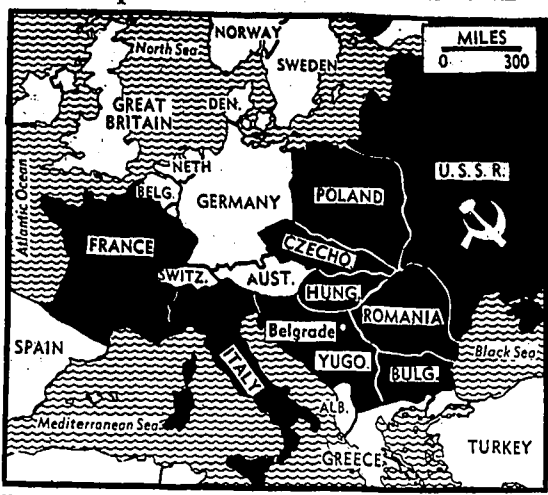 NORWAY
North Sea
SWEDEN
MILES
0 300
GREAT
BRITAIN
DEN.
NETH
BELG.
GERMANY
POLAND
U.S.S.R.
Atlantic Ocean
FRANCE
CZECHO.
SWITZ.
AUST.
HUNG.
ROMANIA
Belgrade
SPAIN
ITALY
YUGO.
BULG.
Black Sea
ALB.
Mediterranean Sea
GREECE
TURKEY